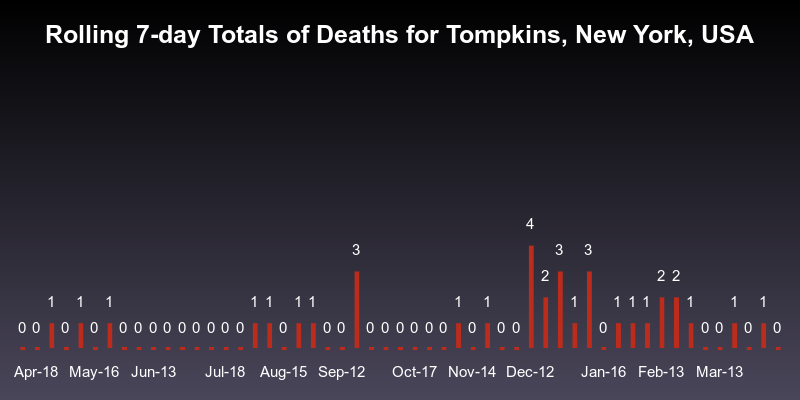 Rolling 7-day Totals of Deaths for Tompkins, New York, USA
4
3 3 3
2 2 2
1 1 1 1 1 1 1 1 1 1 1 1 1 1 1 1
0 0 0 0 0 0 0 0 0 0 0 0 0 0 0 0 0 0 0 0 0 0 0 0 0 0 0 0 0 0
Apr-18 May-16 Jun-13 Jul-18 Aug-15 Sep-12 Oct-17 Nov-14 Dec-12 Jan-16 Feb-13 Mar-13